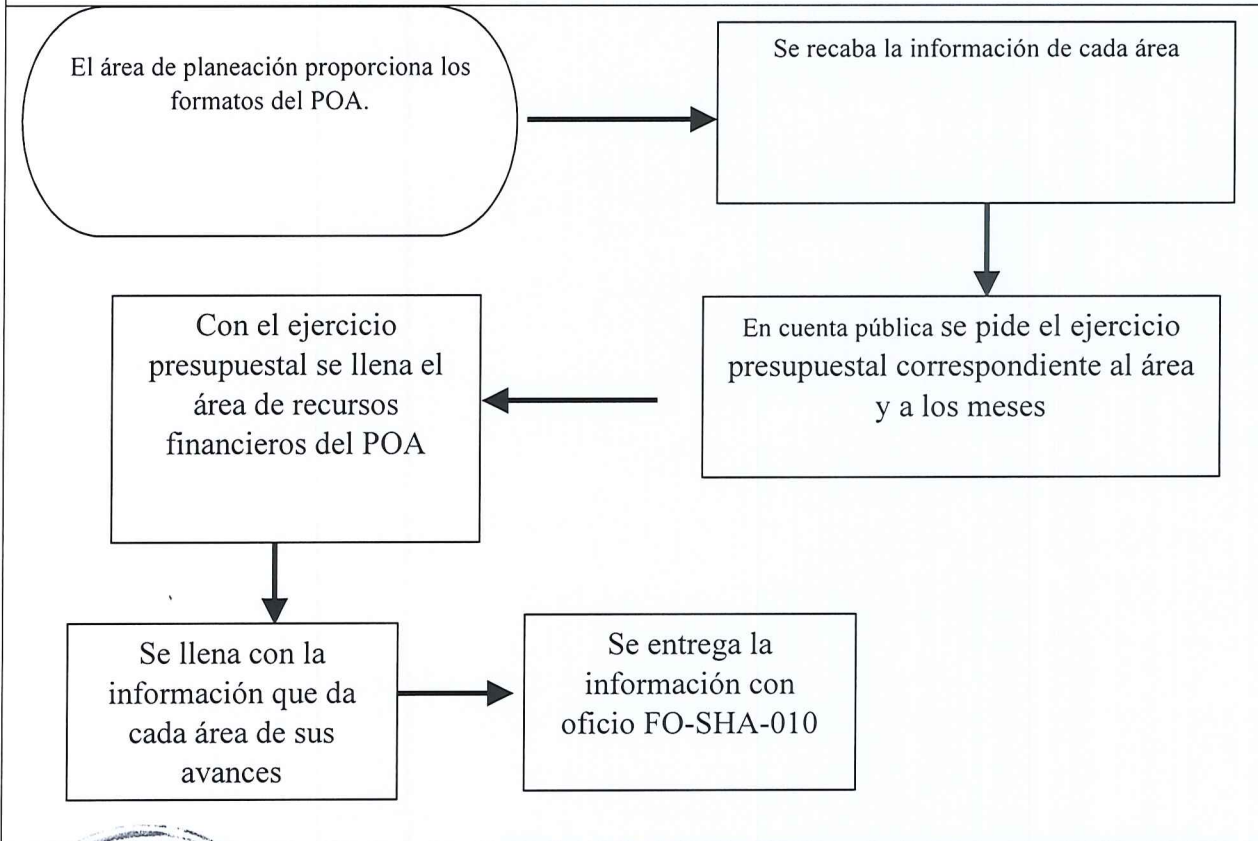 El área de planeación proporciona los
formatos del POA.
Se recaba la información de cada área
En cuenta pública se pide el ejercicio
presupuestal correspondiente al área
y a los meses
Con el ejercicio
presupuestal se llena el
área de recursos
financieros del POA
Se llena con la
información que da
cada área de sus
avances
Se entrega la
información con
oficio FO-SHA-010